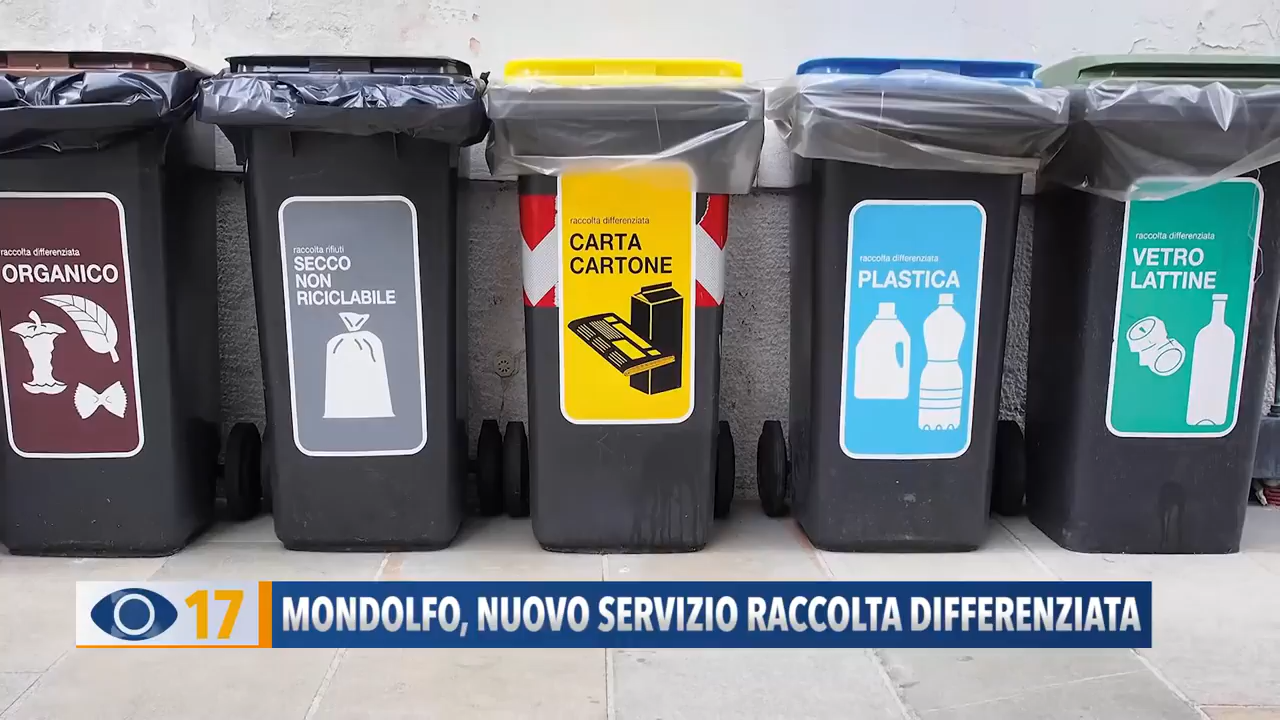 raccolta differenziata
ORGANICO
raccolta rifiuti
SECCO
NON
RICICLABILE
raccolta differenziata
CARTA
CARTONE
raccolta differenziata
PLASTICA
raccolta differenziata
VETRO
LATTINE
17
MONDOLFO, NUOVO SERVIZIO RACCOLTA DIFFERENZIATA